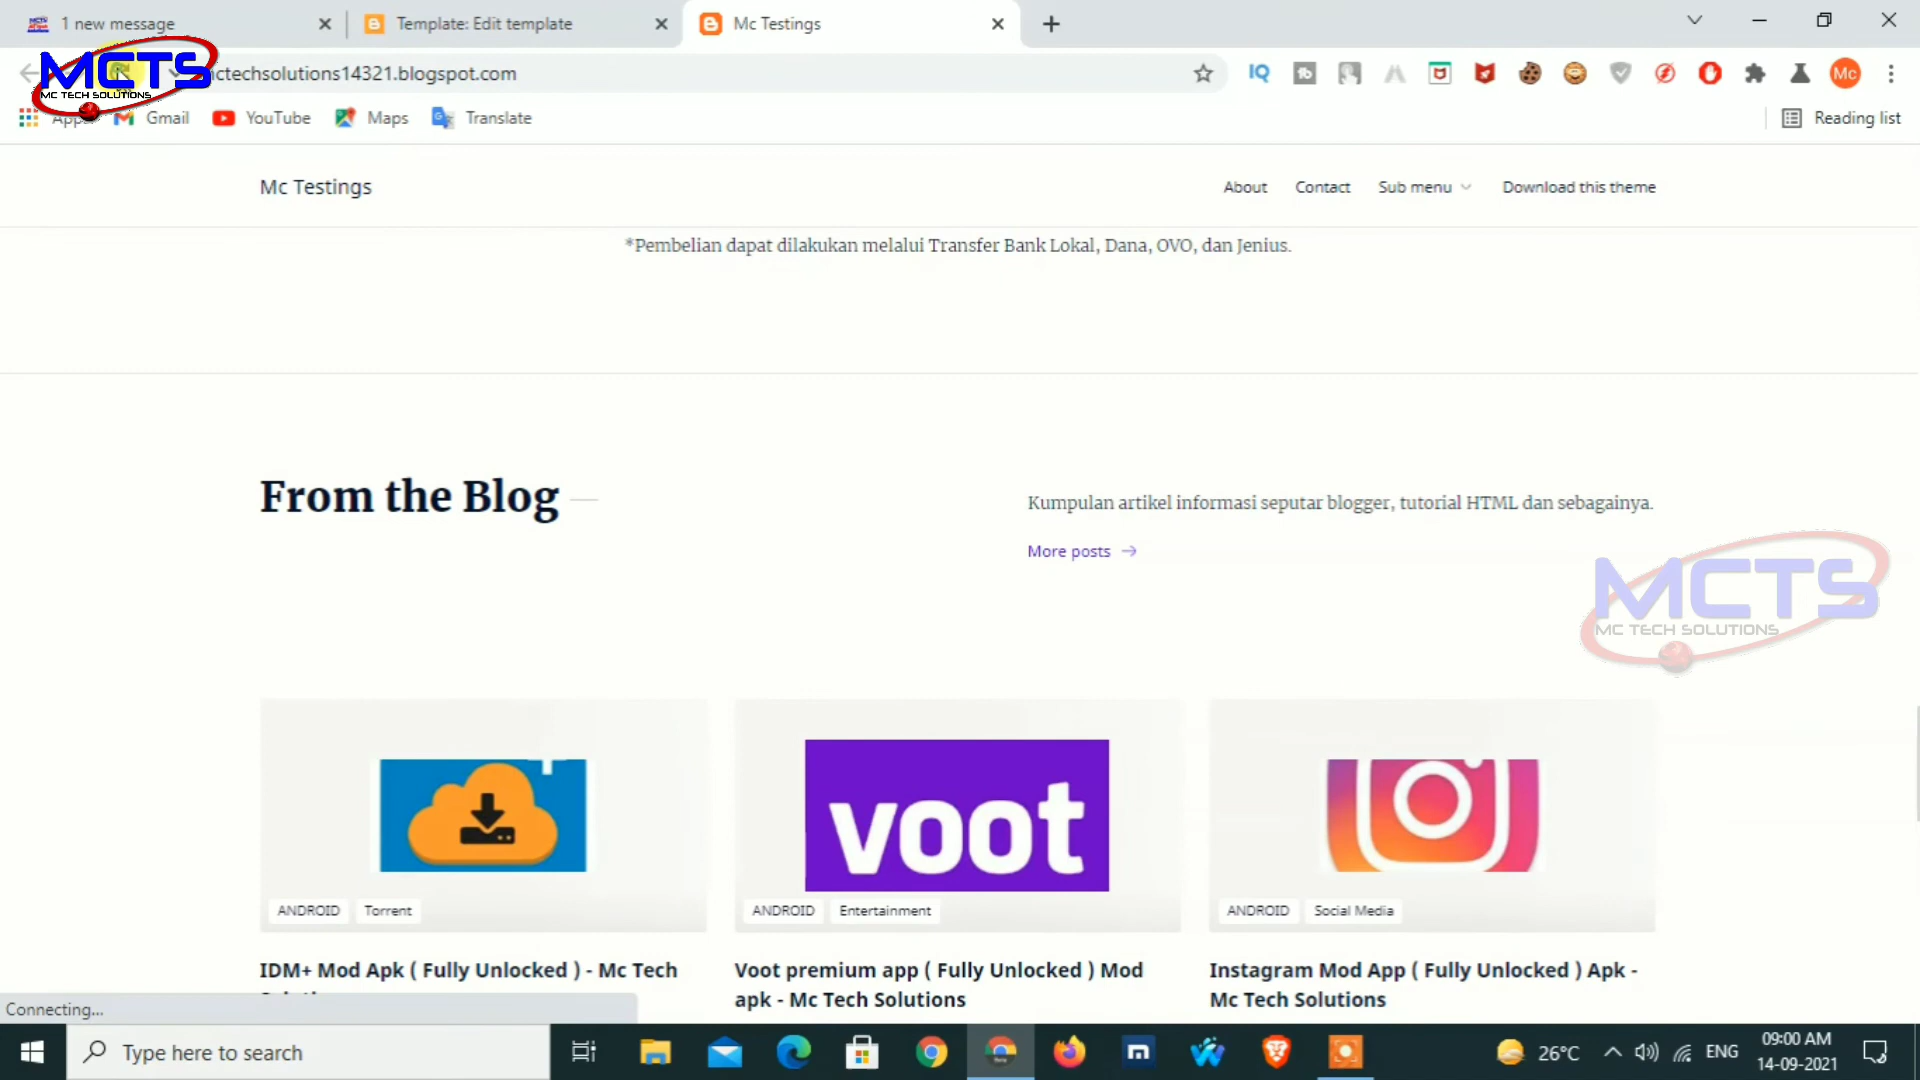 1 new message
Template: Edit template
Mc Testings
MCTS
MC TECH SOLUTIONS
ctechsolutions14321.blogspot.com
Mc
Apps
Gmail
YouTube
Maps
Translate
Reading list
Mc Testings
About
Contact
Sub menu
Download this theme
*Pembelian dapat dilakukan melalui Transfer Bank Lokal, Dana, OVO, dan Jenius.
From the Blog
Kumpulan artikel informasi seputar blogger, tutorial HTML dan sebagainya.
More posts
MCTS
MC TECH SOLUTIONS
voot
ANDROID
Torrent
ANDROID
Entertainment
ANDROID
Social Media
IDM+ Mod Apk ( Fully Unlocked ) - Mc Tech
Voot premium app ( Fully Unlocked ) Mod
apk - Mc Tech Solutions
Instagram Mod App ( Fully Unlocked ) Apk -
Mc Tech Solutions
Connecting...
Type here to search
26°C
ENG
09:00 AM
14-09-2021